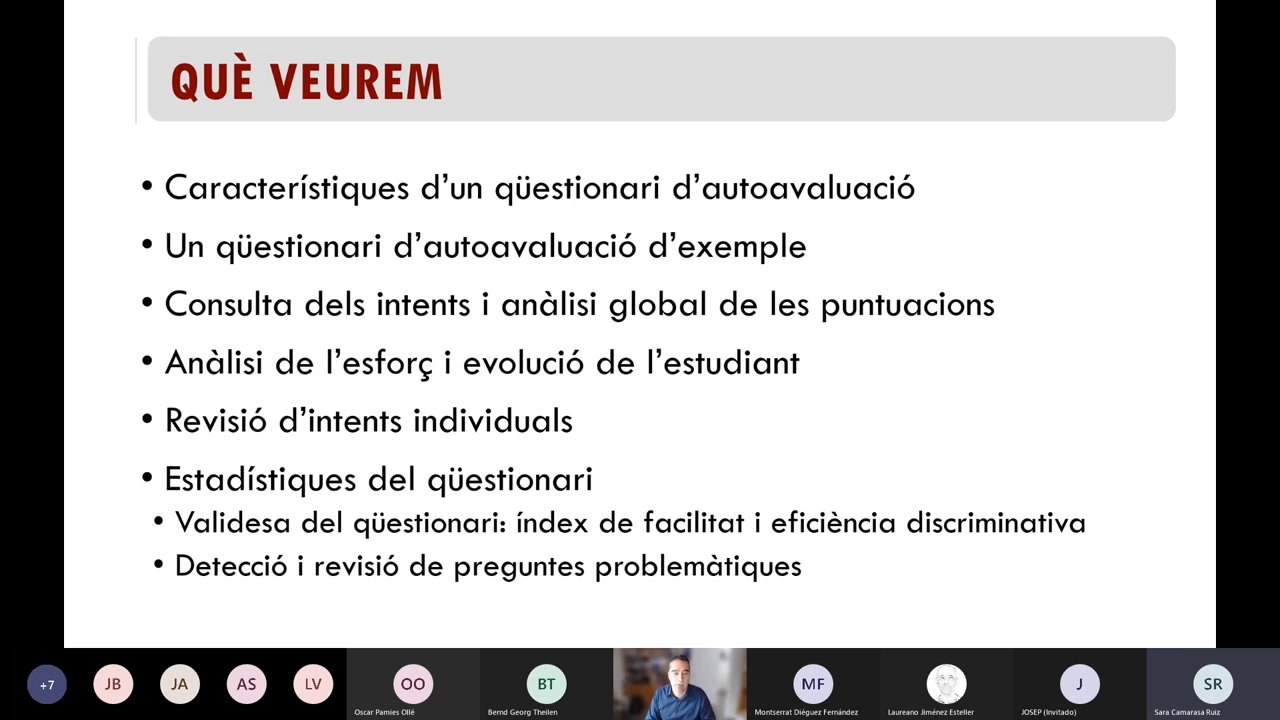 QUÈ VEUREM
• Característiques d’un qüestionari d’autoavaluació
• Un qüestionari d’autoavaluació d’exemple
• Consulta dels intents i anàlisi global de les puntuacions
• Anàlisi de l’esforç i evolució de l’estudiant
• Revisió d’intents individuals
• Estadístiques del qüestionari
• Validesa del qüestionari: índex de facilitat i eficiència discriminativa
• Detecció i revisió de preguntes problemàtiques
+7 JB JA AS LV OO BT MF J SR
Oscar Pamies Ollé Bernd Georg Theilen Montserrat Diéguez Fernández Laureano Jiménez Esteller JOSEP (Invitado) Sara Camarasa Ruiz